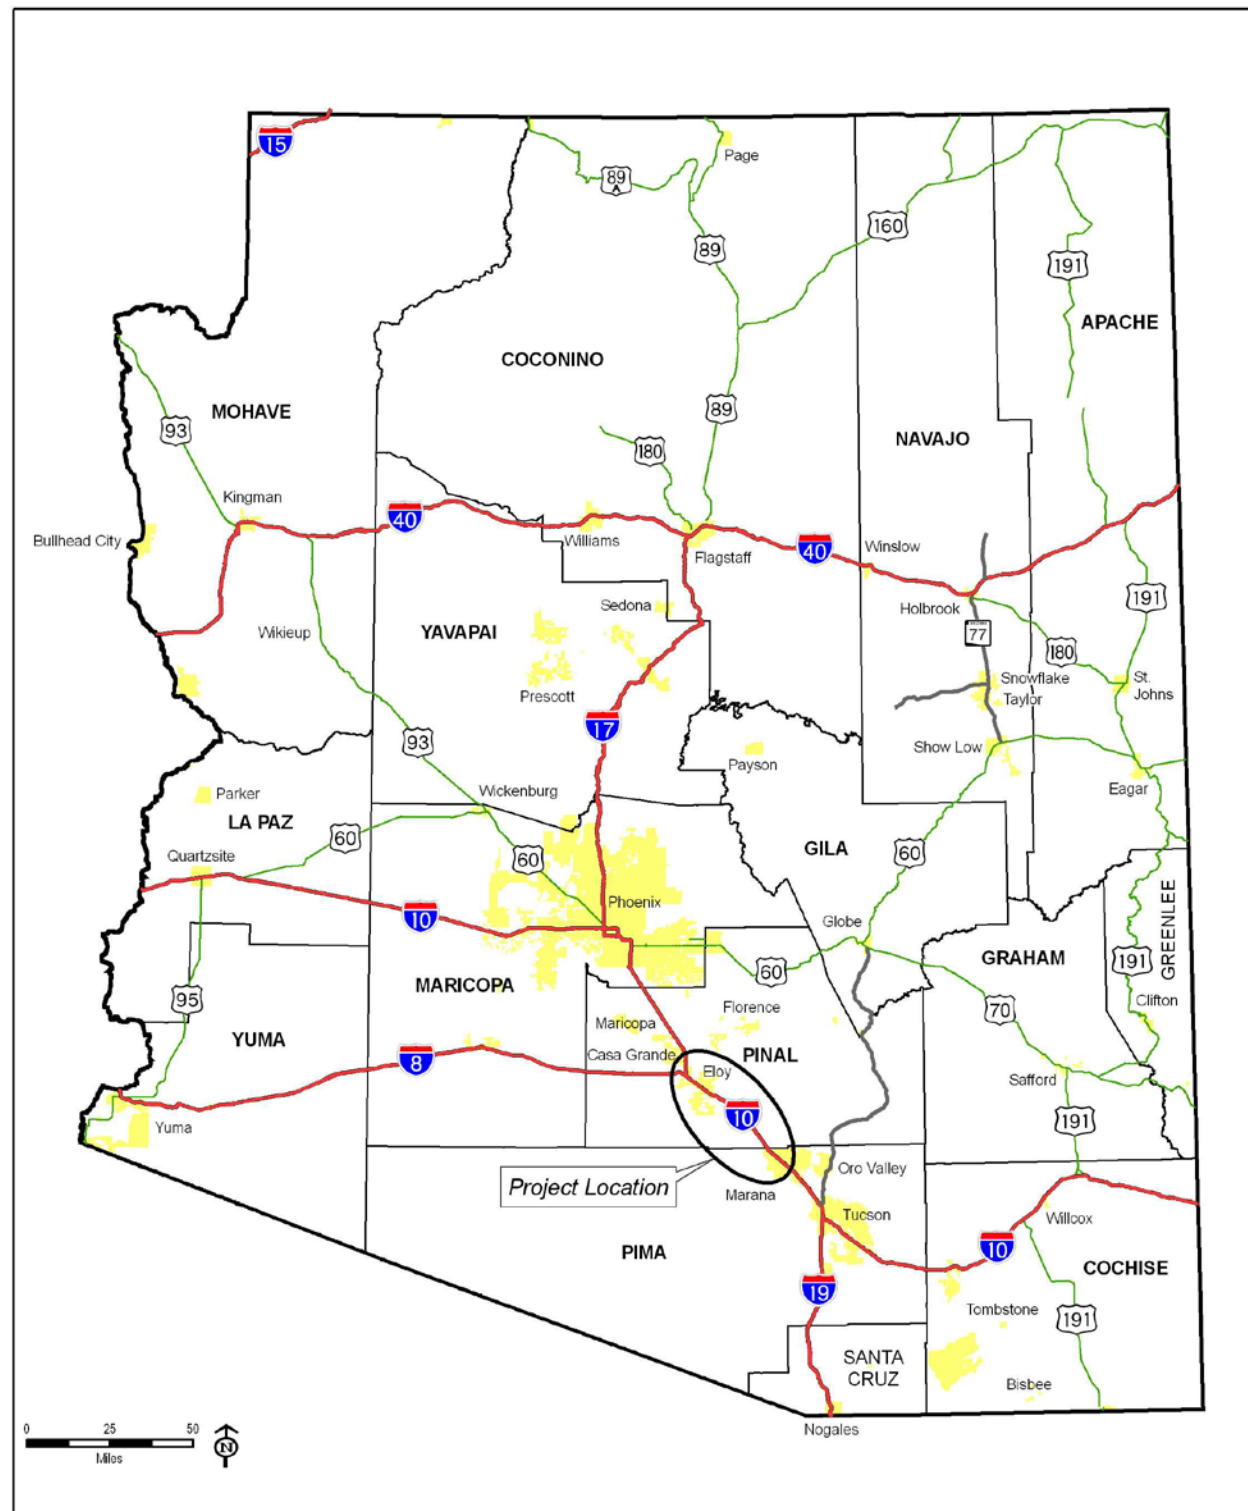 15
Page
89
A
160
89
191
APACHE
COCONINO
MOHAVE
93
89
NAVAJO
180
Kingman
40
Bullhead City
Williams
Flagstaff
40
Winslow
Sedona
Holbrook
191
Wikieup
YAVAPAI
77
180
Snowflake
Taylor
St.
Johns
Prescott
17
93
Show Low
Payson
Parker
Wickenburg
Eagar
LA PAZ
60
60
GILA
60
Quartzsite
Phoenix
10
Globe
GREENLEE
GRAHAM
191
MARICOPA
60
95
Florence
70
Clifton
Maricopa
YUMA
Casa Grande
PINAL
8
Eloy
Safford
10
Yuma
191
Oro Valley
Project Location
Marana
Tucson
Willcox
10
PIMA
COCHISE
19
Tombstone
191
SANTA
CRUZ
Bisbee
Nogales
0 25 50
Miles
N